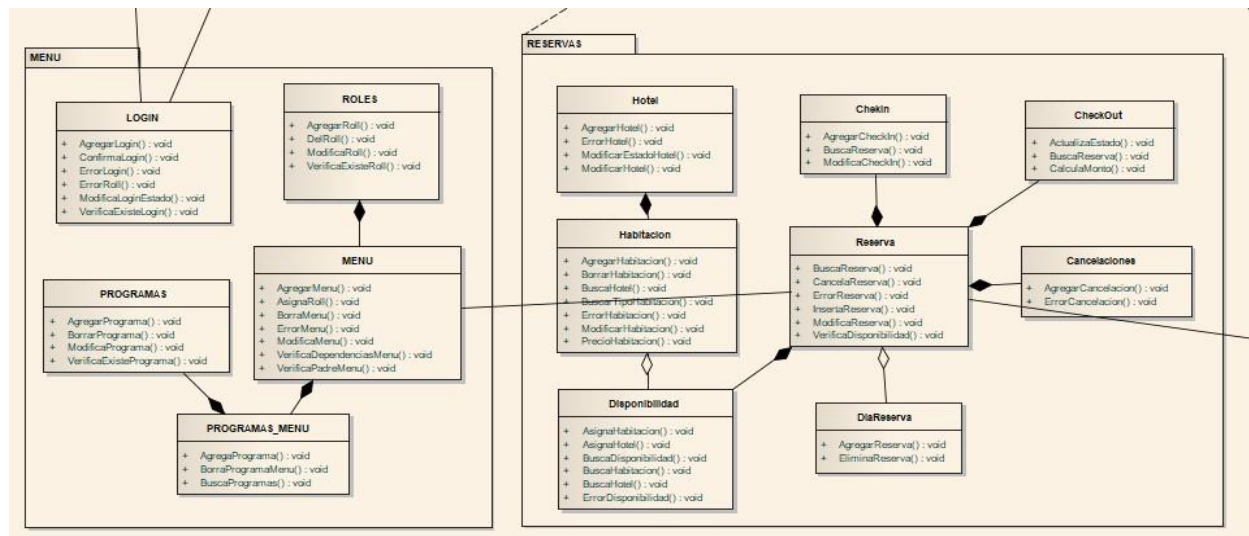 MENU
LOGIN
+ AgregarLogin() : void
+ ConfirmaLogin() : void
+ ErrorLogin() : void
+ ErrorRoll() : void
+ ModificaLoginEstado() : void
+ VerificaExisteLogin() : void
ROLES
+ AgregarRoll() : void
+ DelRoll() : void
+ ModificaRoll() : void
+ VerificaExisteRoll() : void
MENU
+ AgregarMenu() : void
+ AsignaRoll() : void
+ BorraMenu() : void
+ ErrorMenu() : void
+ ModificaMenu() : void
+ VerificaDependenciasMenu() : void
+ VerificaPadreMenu() : void
PROGRAMAS
+ AgregarPrograma() : void
+ BorrarPrograma() : void
+ ModificaPrograma() : void
+ VerificaExistePrograma() : void
PROGRAMAS_MENU
+ AgregaPrograma() : void
+ BorraProgramaMenu() : void
+ BuscaProgramas() : void
RESERVAS
Hotel
+ AgregarHotel() : void
+ ErrorHotel() : void
+ ModificarEstadoHotel() : void
+ ModificarHotel() : void
Habitacion
+ AgregarHabitacion() : void
+ BorrarHabitacion() : void
+ BuscaHotel() : void
+ BuscarTipoHabitacion() : void
+ ErrorHabitacion() : void
+ ModificarHabitacion() : void
+ PrecioHabitacion() : void
Disponibilidad
+ AsignaHabitacion() : void
+ AsignaHotel() : void
+ BuscaDisponibilidad() : void
+ BuscaHabitacion() : void
+ BuscaHotel() : void
+ ErrorDisponibilidad() : void
ChekIn
+ AgregarCheckIn() : void
+ BuscaReserva() : void
+ ModificaCheckIn() : void
CheckOut
+ ActualizaEstado() : void
+ BuscaReserva() : void
+ CalculaMonto() : void
Reserva
+ BuscaReserva() : void
+ CancelaReserva() : void
+ ErrorReserva() : void
+ InsertaReserva() : void
+ ModificaReserva() : void
+ VerificaDisponibilidad() : void
Cancelaciones
+ AgregarCancelacion() : void
+ ErrorCancelacion() : void
DiaReserva
+ AgregarReserva() : void
+ EliminaReserva() : void